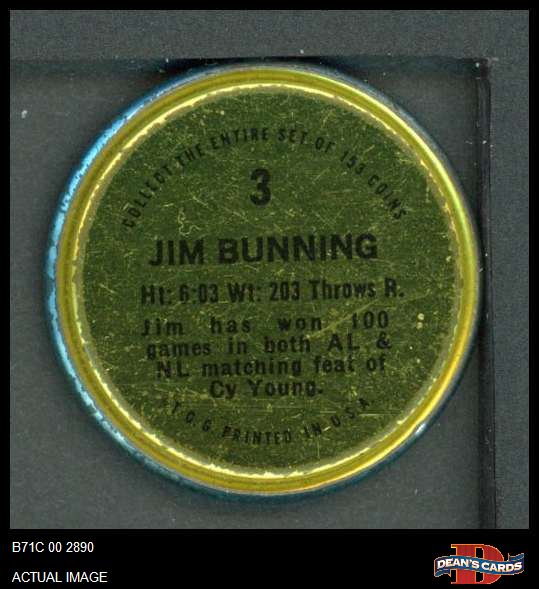 COLLECT THE ENTIRE SET OF 153 COINS
3
JIM BUNNING
Ht: 6:03 Wt: 203 Throws R.
Jim has won 100
games in both AL &
NL matching feat of
Cy Young.
*T.C.G. PRINTED IN U.S.A.
B71C 00 2890
ACTUAL IMAGE
D
DEAN'S CARDS